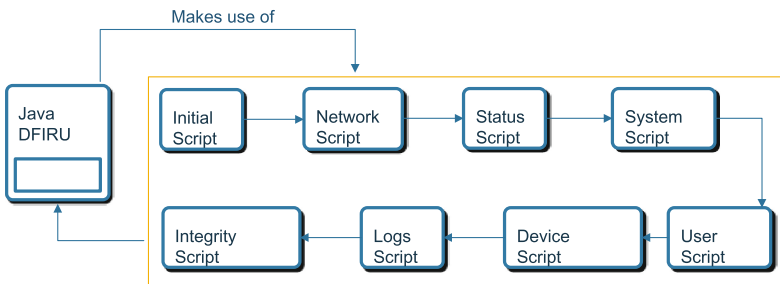 Makes use of
Java
DFIRU
Initial
Script
Network
Script
Status
Script
System
Script
Integrity
Script
Logs
Script
Device
Script
User
Script